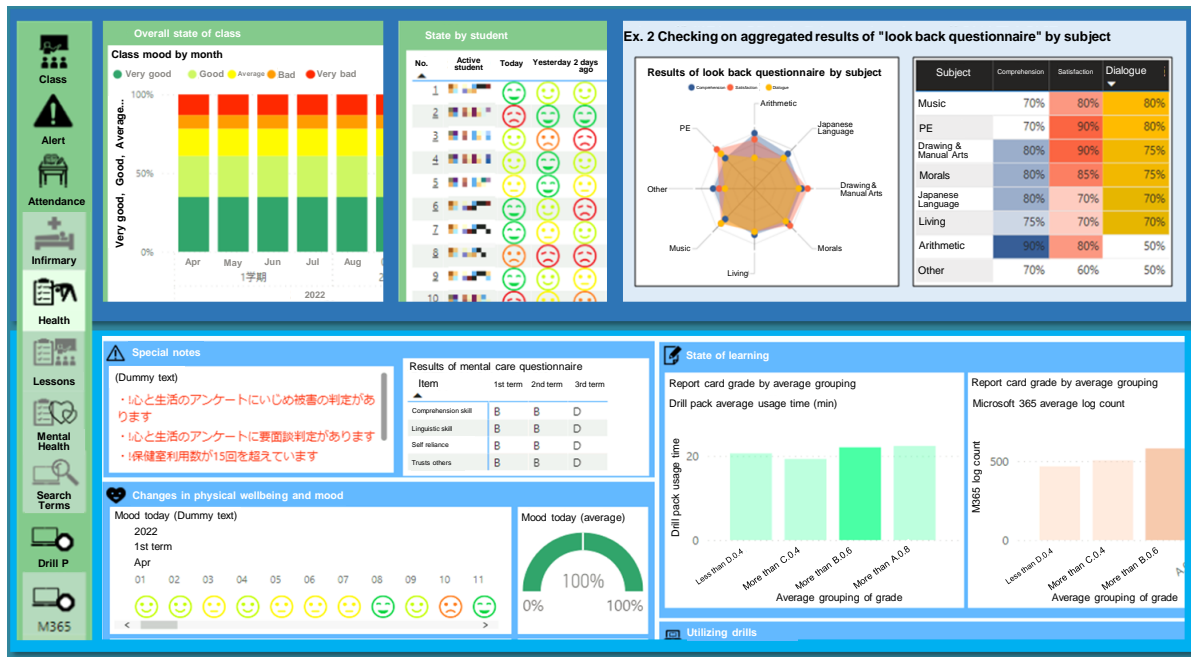 Class
Alert
Attendance
Infirmary
Health
Lessons
Mental
Health
Search
Terms
Drill P
M365
Overall state of class
Class mood by month
Very good
Good
Average
Bad
Very bad
Very good, Good, Average...
100%
50%
0%
Apr
May
Jun
Jul
Aug
1学期
2022
State by student
No.
Active
student
Today
Yesterday
2 days
ago
1
2
3
4
5
6
7
8
9
10
Ex. 2 Checking on aggregated results of "look back questionnaire" by subject
Results of look back questionnaire by subject
Comprehension
Satisfaction
Dialogue
Arithmetic
Japanese
Language
Drawing &
Manual Arts
Morals
Living
Music
Other
PE
Subject Comprehension Satisfaction Dialogue
Music 70% 80% 80%
PE 70% 90% 80%
Drawing &
Manual Arts 80% 90% 75%
Morals 80% 85% 75%
Japanese
Language 80% 70% 70%
Living 75% 70% 70%
Arithmetic 90% 80% 50%
Other 70% 60% 50%
Special notes
(Dummy text)
・!心と生活のアンケートにいじめ被害の判定があ
ります
・!心と生活のアンケートに要面談判定があります
・!保健室利用数が15回を超えています
Results of mental care questionnaire
Item 1st term 2nd term 3rd term
Comprehension skill B B D
Linguistic skill B B D
Self reliance B B D
Trusts others B B D
Changes in physical wellbeing and mood
Mood today (Dummy text)
2022
1st term
Apr
01 02 03 04 05 06 07 08 09 10 11
< >
Mood today (average)
100%
0% 100%
State of learning
Report card grade by average grouping
Drill pack average usage time (min)
Drill pack usage time
20
0
Less than D.0.4
More than C.0.4
More than B.0.6
More than A.0.8
Average grouping of grade
Report card grade by average grouping
Microsoft 365 average log count
M365 log count
500
0
Less than D.0.4
More than C.0.4
More than B.0.6
Average grouping of grade
Utilizing drills